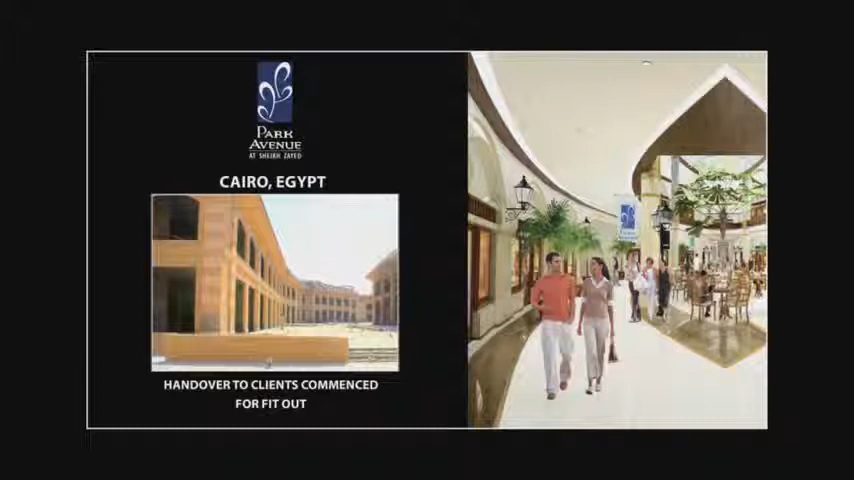 PARK
AVENUE
AT SHEIKH ZAYED
CAIRO, EGYPT
HANDOVER TO CLIENTS COMMENCED
FOR FIT OUT